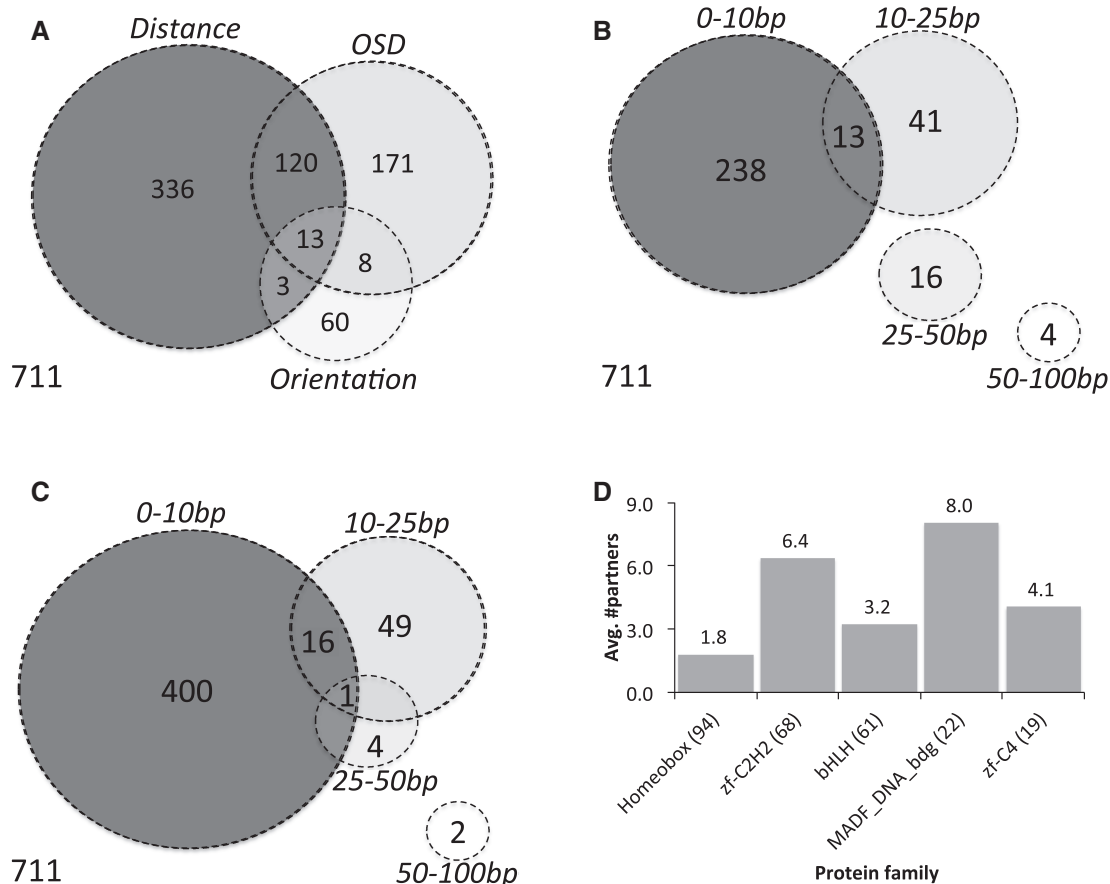 A
Distance
OSD
336
120
171
13
8
3
60
711
Orientation
B
0-10bp
10-25bp
238
13
41
16
25-50bp
4
50-100bp
711
C
0-10bp
10-25bp
400
16
49
1
4
25-50bp
2
50-100bp
711
D
Avg. #partners
9.0
6.0
3.0
0.0
1.8
6.4
3.2
8.0
4.1
Homeobox (94)
zf-C2H2 (68)
bHLH (61)
MADF_DNA_bdg (22)
zf-C4 (19)
Protein family